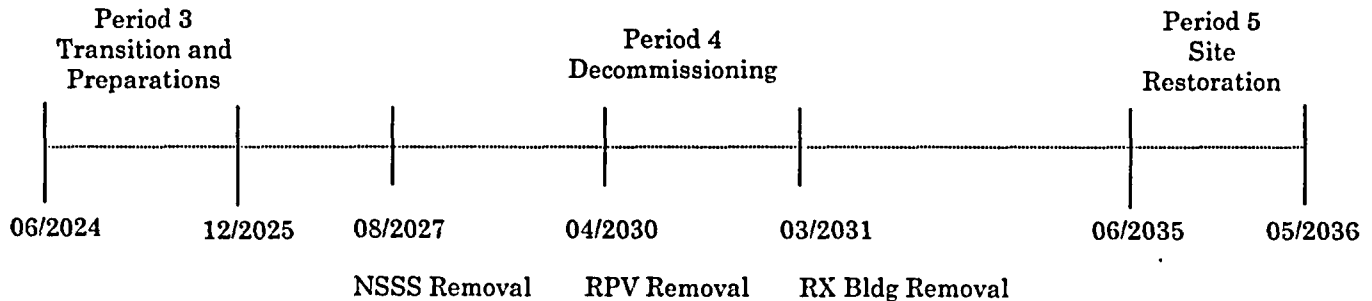 Period 3
Transition and
Preparations
Period 4
Decommissioning
Period 5
Site
Restoration
06/2024 12/2025 08/2027 04/2030 03/2031 06/2035 05/2036
NSSS Removal RPV Removal RX Bldg Removal